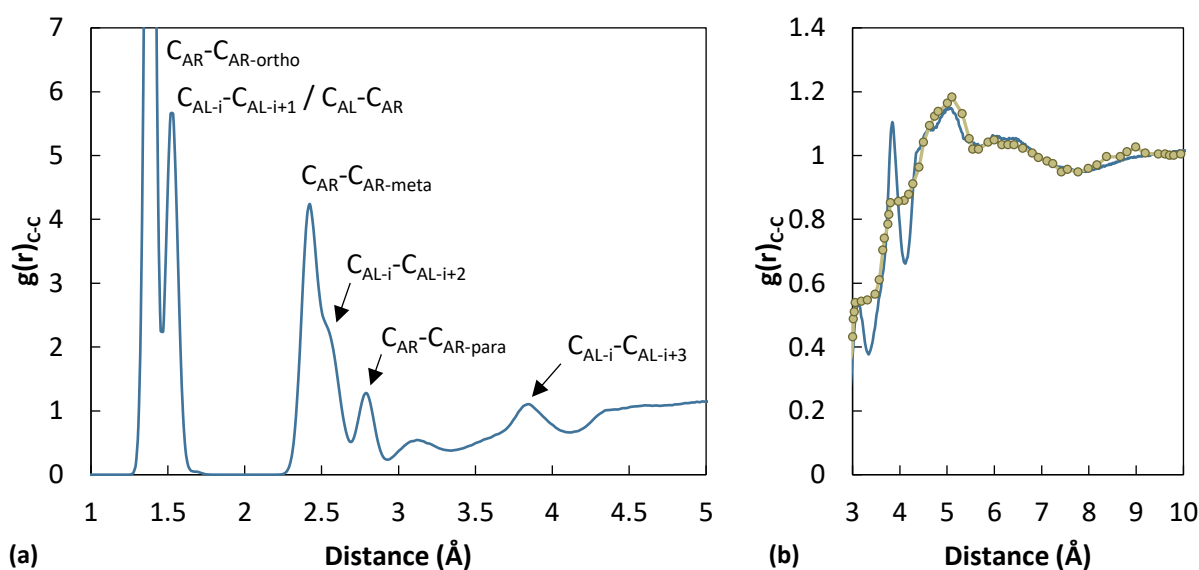 7
6
5
4
3
2
1
0
g(r)C-C
CAR-CAR-ortho
CAL-i-CAL-i+1 / CAL-CAR
CAR-CAR-meta
CAL-i-CAL-i+2
CAR-CAR-para
CAL-i-CAL-i+3
1 1.5 2 2.5 3 3.5 4 4.5 5
(a) Distance (Å)
1.4
1.2
1
0.8
0.6
0.4
0.2
0
g(r)C-C
3 4 5 6 7 8 9 10
(b) Distance (Å)